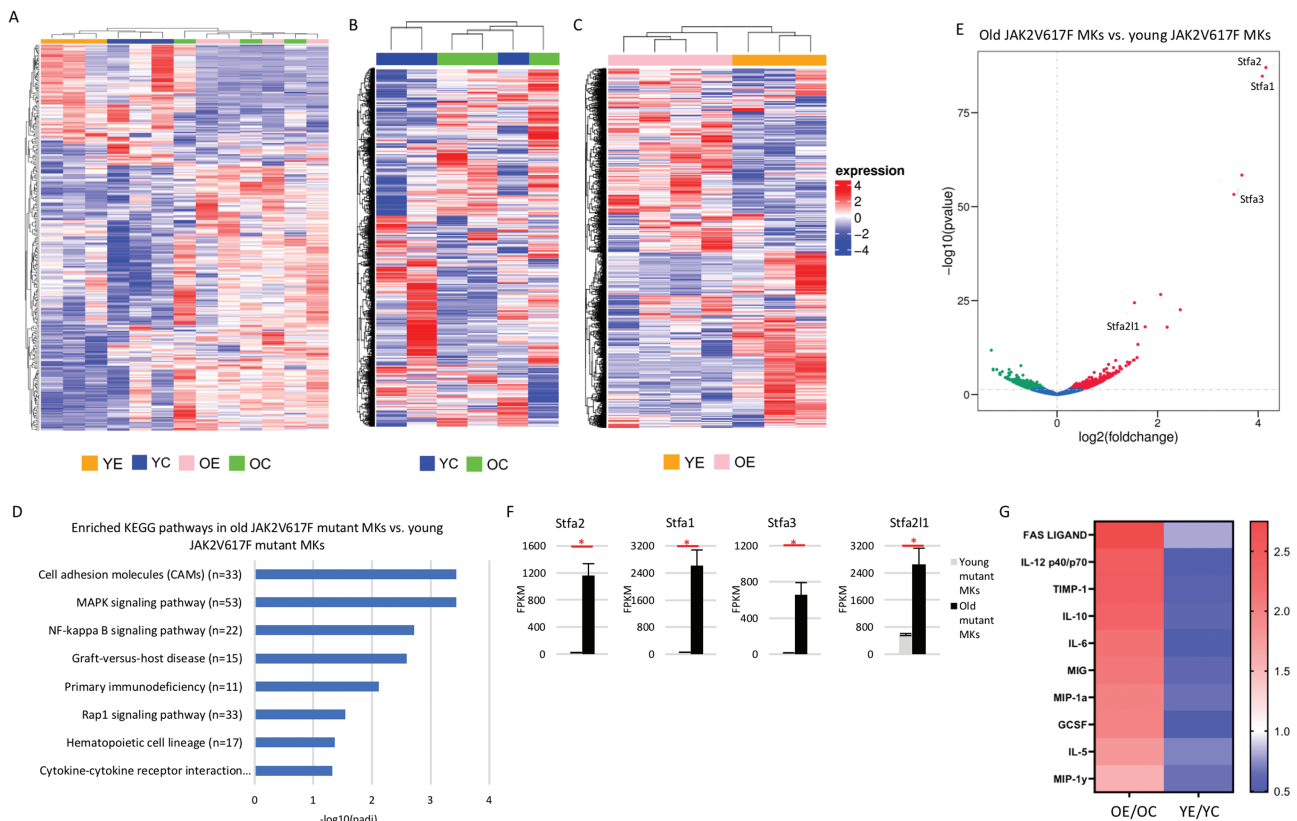 A
YE YC OE OC
B
YC OC
C
expression
4
2
0
−2
−4
YE OE
E
Old JAK2V617F MKs vs. young JAK2V617F MKs
Stfa2
Stfa1
Stfa3
Stfa2l1
75
50
25
0
−log10(pvalue)
0 2 4
log2(foldchange)
D
Enriched KEGG pathways in old JAK2V617F mutant MKs vs. young
JAK2V617F mutant MKs
Cell adhesion molecules (CAMs) (n=33)
MAPK signaling pathway (n=53)
NF-kappa B signaling pathway (n=22)
Graft-versus-host disease (n=15)
Primary immunodeficiency (n=11)
Rap1 signaling pathway (n=33)
Hematopoietic cell lineage (n=17)
Cytokine-cytokine receptor interaction…
0 1 2 3 4
-log10(padj)
F
Stfa2
1600
1200
800
400
0
FPKM
*
Stfa1
3200
2400
1600
800
0
FPKM
*
Stfa3
1200
800
400
0
FPKM
*
Stfa2l1
3200
2400
1600
800
0
FPKM
*
Young
mutant
MKs
Old
mutant
MKs
G
FAS LIGAND
IL-12 p40/p70
TIMP-1
IL-10
IL-6
MIG
MIP-1a
GCSF
IL-5
MIP-1y
OE/OC YE/YC
2.5
2.0
1.5
1.0
0.5